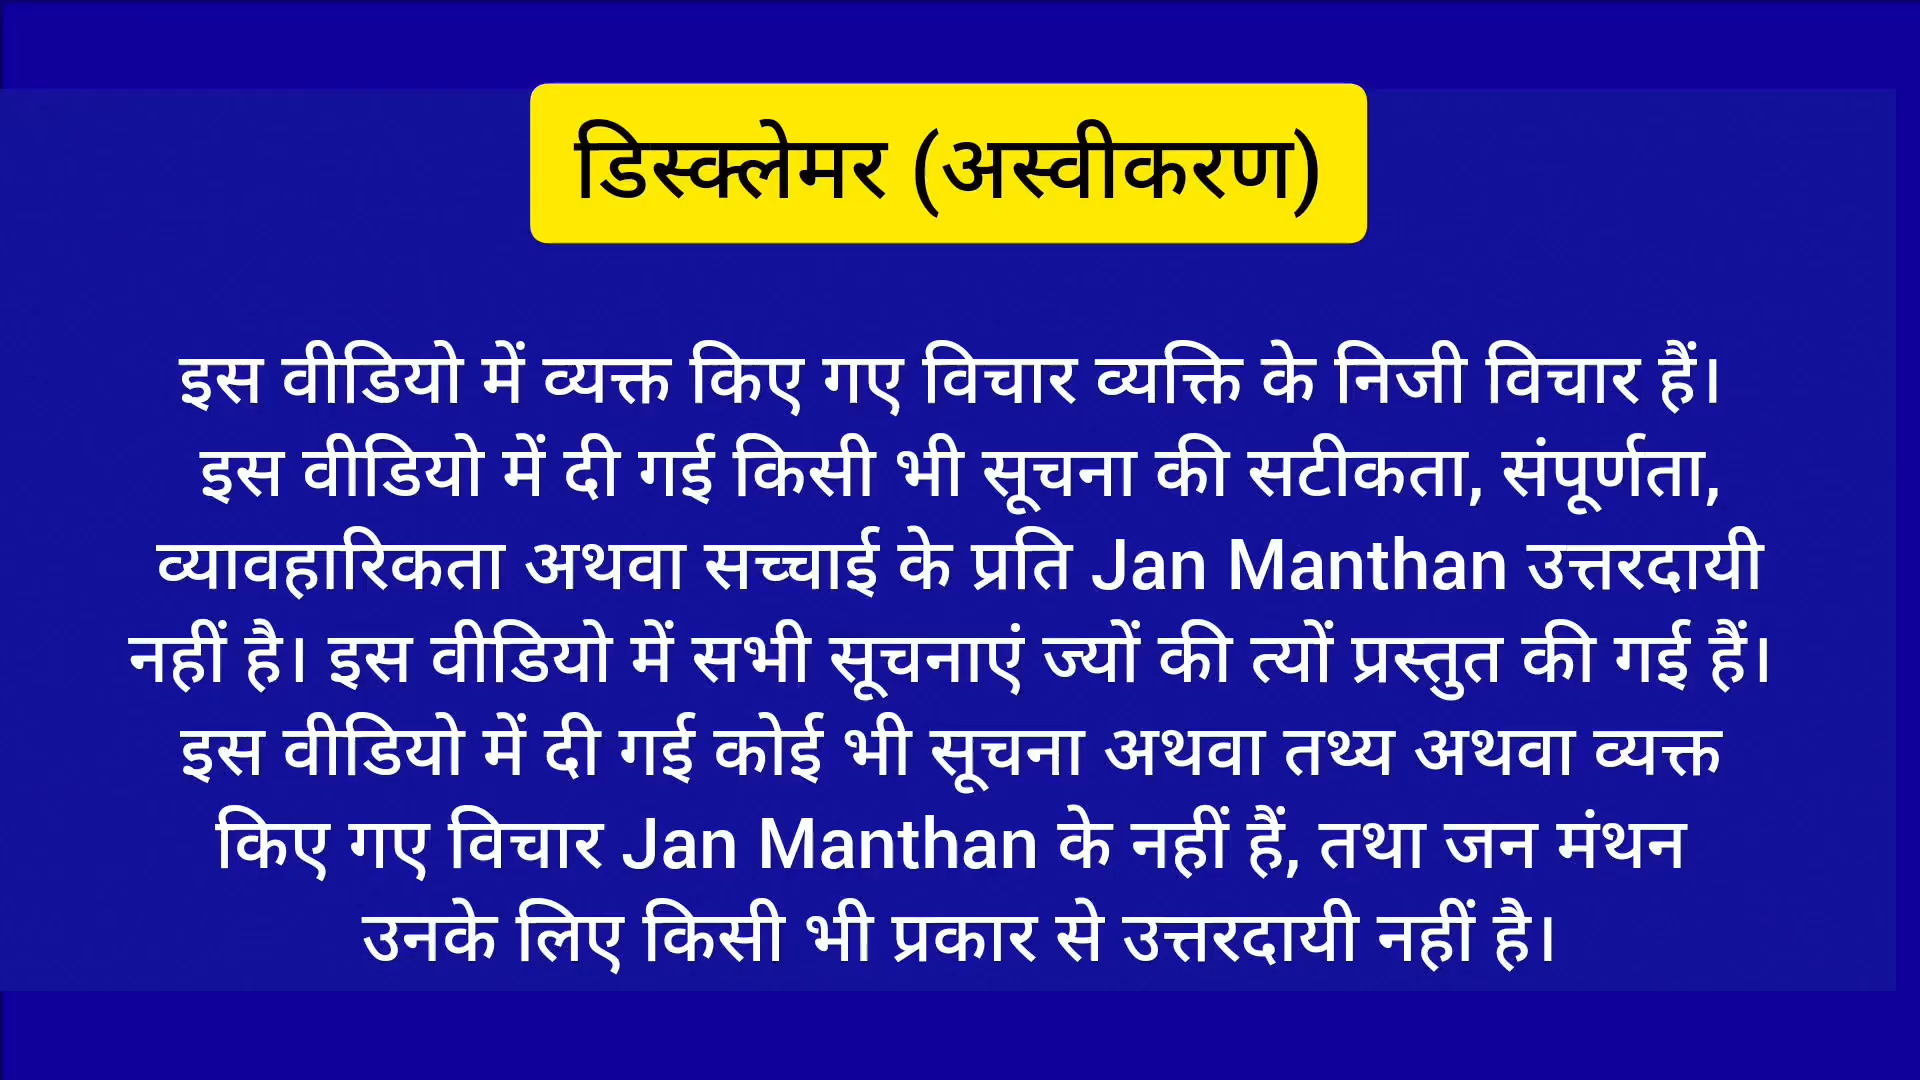 डिस्क्लेमर (अस्वीकरण)
इस वीडियो में व्यक्त किए गए विचार व्यक्ति के निजी विचार हैं।
इस वीडियो में दी गई किसी भी सूचना की सटीकता, संपूर्णता,
व्यावहारिकता अथवा सच्चाई के प्रति Jan Manthan उत्तरदायी
नहीं है। इस वीडियो में सभी सूचनाएं ज्यों की त्यों प्रस्तुत की गई हैं।
इस वीडियो में दी गई कोई भी सूचना अथवा तथ्य अथवा व्यक्त
किए गए विचार Jan Manthan के नहीं हैं, तथा जन मंथन
उनके लिए किसी भी प्रकार से उत्तरदायी नहीं है।